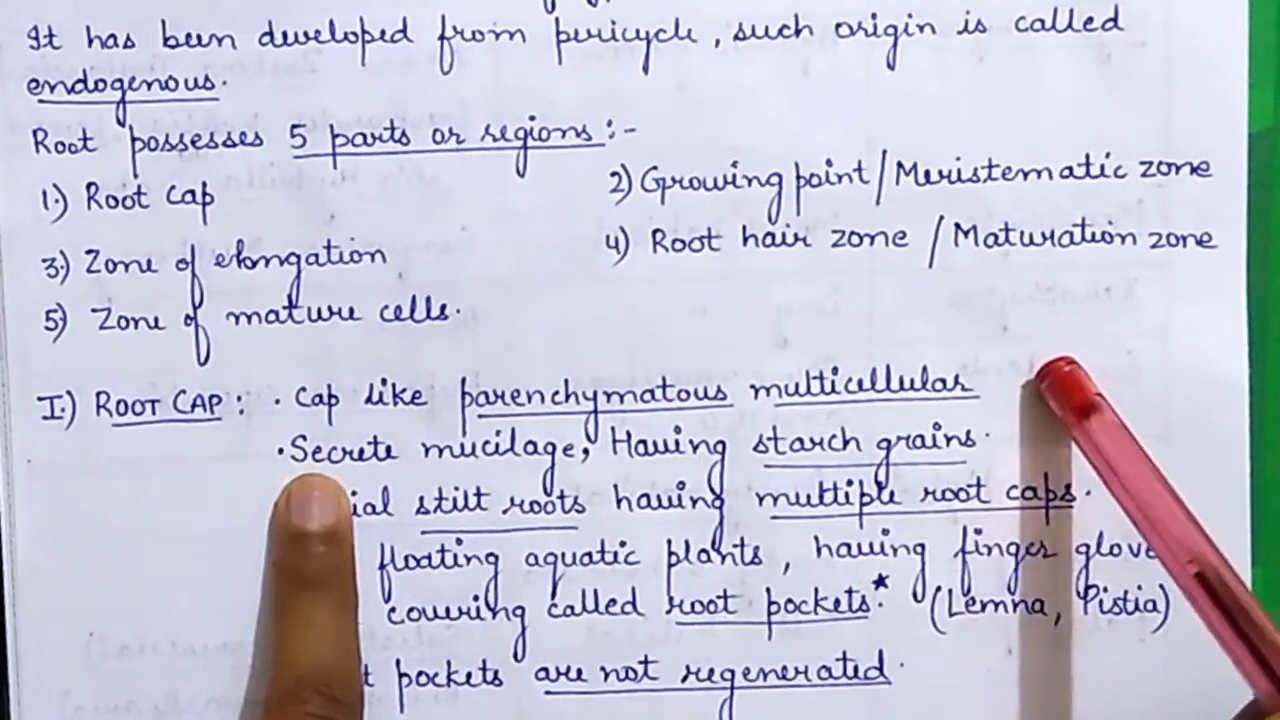 It has been developed from pericycle, such origin is called
endogenous.
Root possesses 5 parts or regions:-
1.) Root cap
2) Growing point / Meristematic zone
3.) Zone of elongation
4) Root hair zone / Maturation zone
5) Zone of mature cells.
I.) ROOT CAP: • Cap like parenchymatous multicellular
• Secrete mucilage, Having starch grains.
stilt roots having multiple root caps.
floating aquatic plants, having finger
covering called root pockets.* (Lemna, Pistia)
pockets are not regenerated.